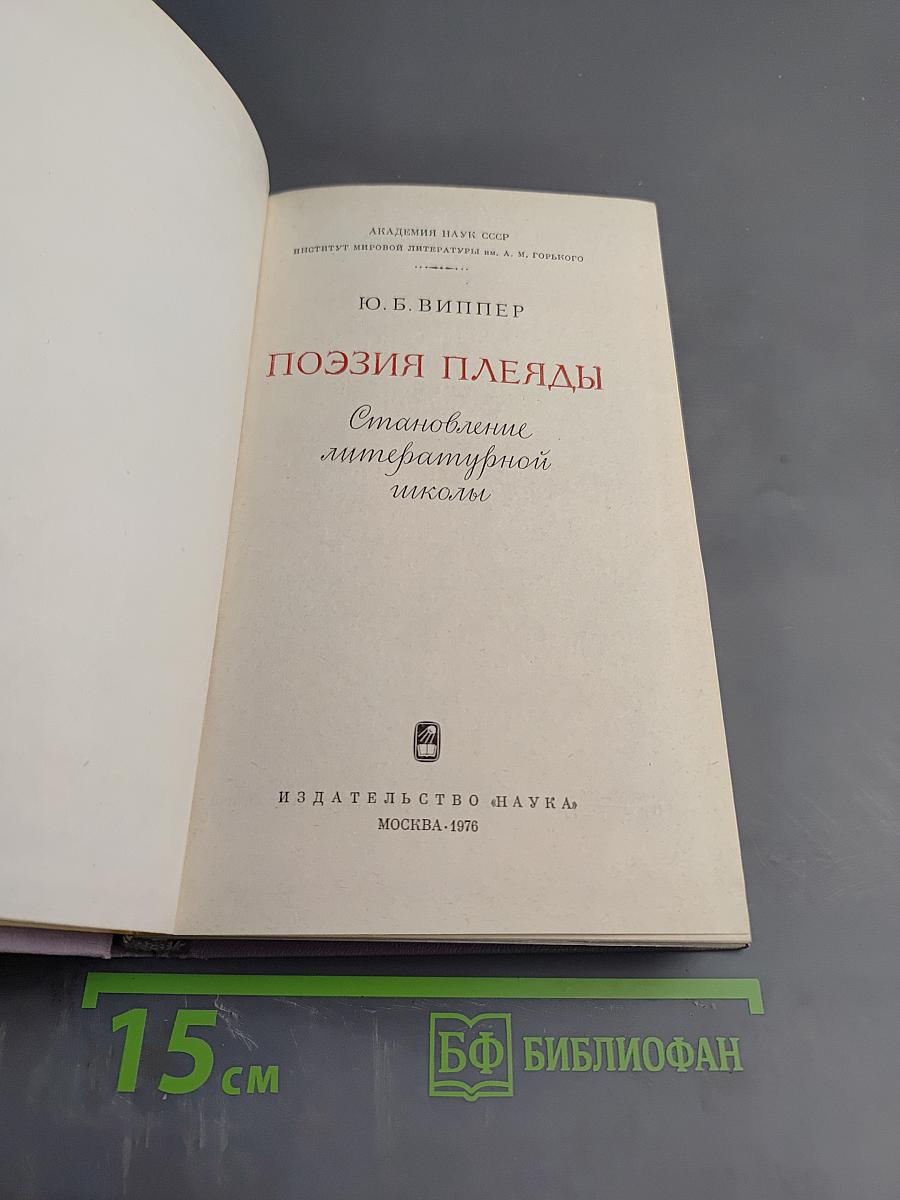 АКАДЕМИЯ НАУК СССР
ИНСТИТУТ МИРОВОЙ ЛИТЕРАТУРЫ им. А. М. ГОРЬКОГО
Ю. Б. ВИППЕР
ПОЭЗИЯ ПЛЕЯДЫ
Становление
литературной
школы
ИЗДАТЕЛЬСТВО «НАУКА»
МОСКВА · 1976
15 см
БФ БИБЛИОФАН